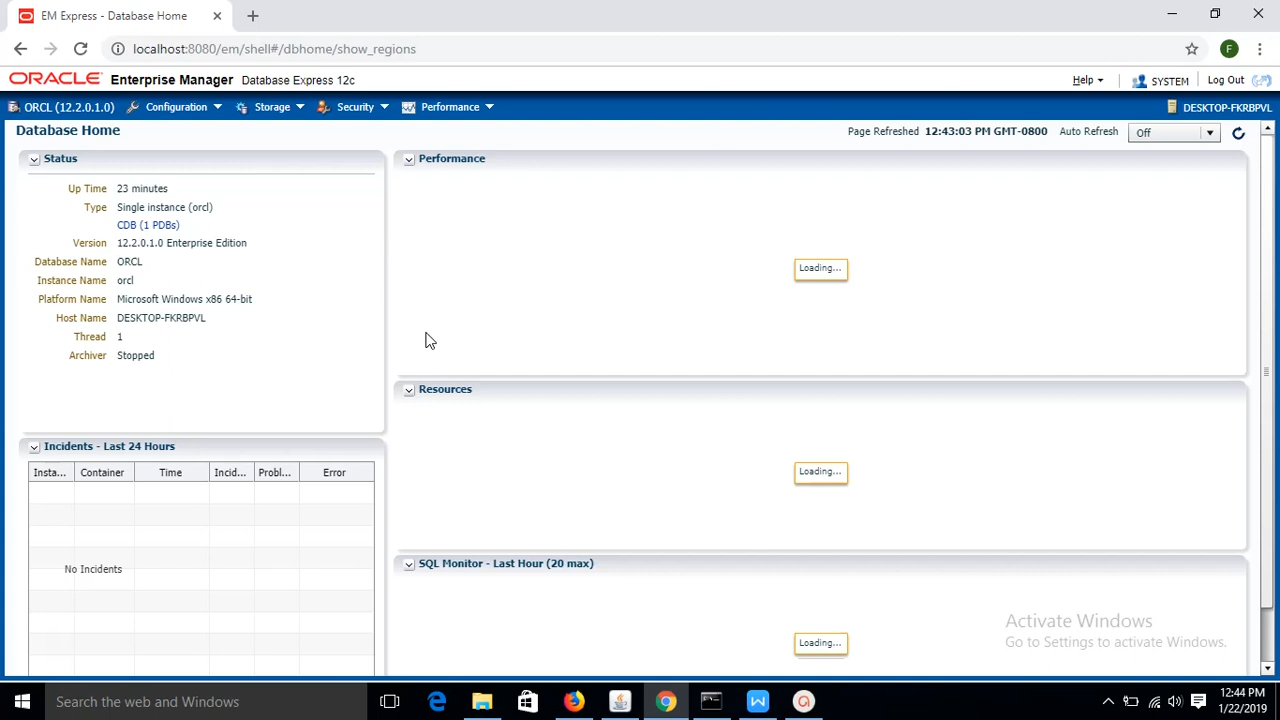 EM Express - Database Home
localhost:8080/em/shell#/dbhome/show_regions
F
ORACLE Enterprise Manager Database Express 12c
Help SYSTEM Log Out
ORCL (12.2.0.1.0) Configuration Storage Security Performance DESKTOP-FKRBPVL
Database Home
Page Refreshed 12:43:03 PM GMT-0800 Auto Refresh Off
Status
Up Time 23 minutes
Type Single instance (orcl)
CDB (1 PDBs)
Version 12.2.0.1.0 Enterprise Edition
Database Name ORCL
Instance Name orcl
Platform Name Microsoft Windows x86 64-bit
Host Name DESKTOP-FKRBPVL
Thread 1
Archiver Stopped
Incidents - Last 24 Hours
Insta... Container Time Incid... Probl... Error
No Incidents
Performance
Loading...
Resources
Loading...
SQL Monitor - Last Hour (20 max)
Loading...
Activate Windows
Go to Settings to activate Windows.
Search the web and Windows
12:44 PM
1/22/2019